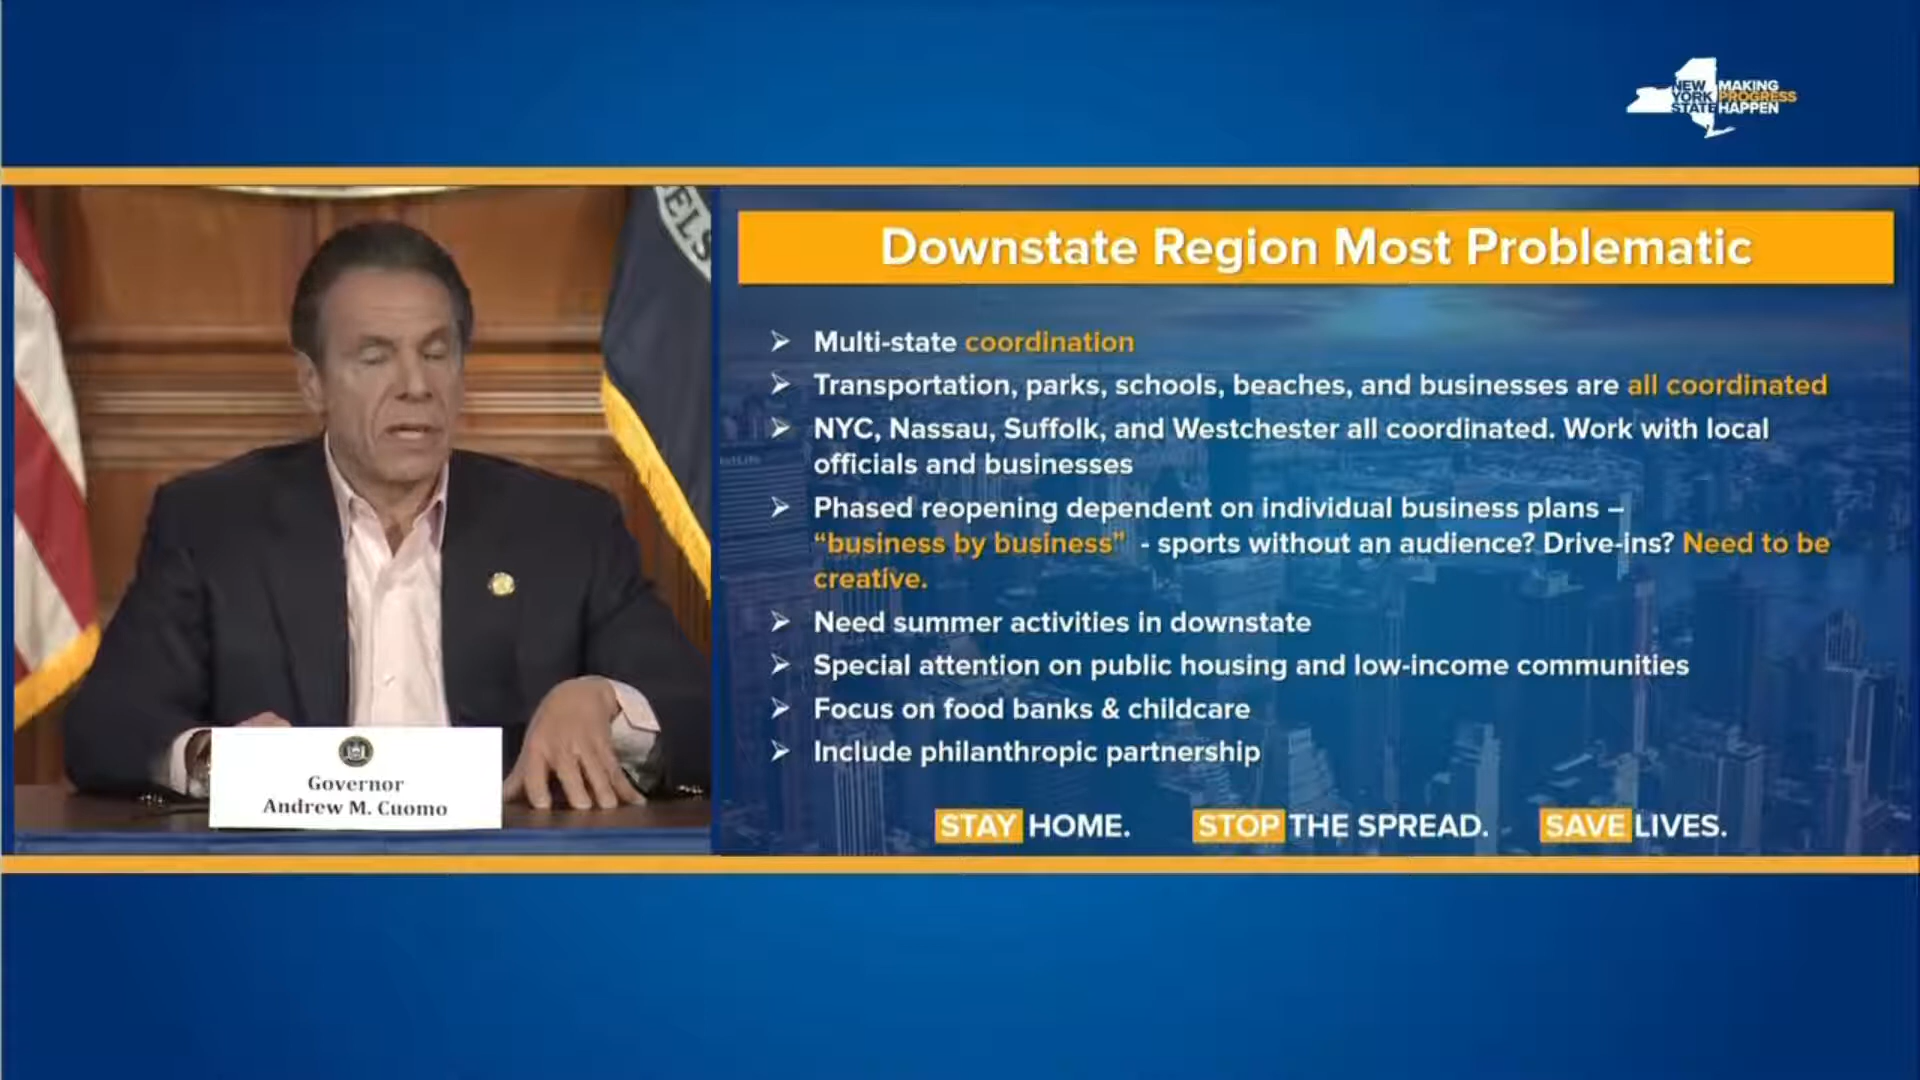 NEW YORK STATE
MAKING PROGRESS HAPPEN
ELS
Downstate Region Most Problematic
➢ Multi-state coordination
➢ Transportation, parks, schools, beaches, and businesses are all coordinated
➢ NYC, Nassau, Suffolk, and Westchester all coordinated. Work with local
officials and businesses
➢ Phased reopening dependent on individual business plans –
“business by business” - sports without an audience? Drive-ins? Need to be
creative.
➢ Need summer activities in downstate
➢ Special attention on public housing and low-income communities
➢ Focus on food banks & childcare
➢ Include philanthropic partnership
STAY HOME. STOP THE SPREAD. SAVE LIVES.
Governor
Andrew M. Cuomo